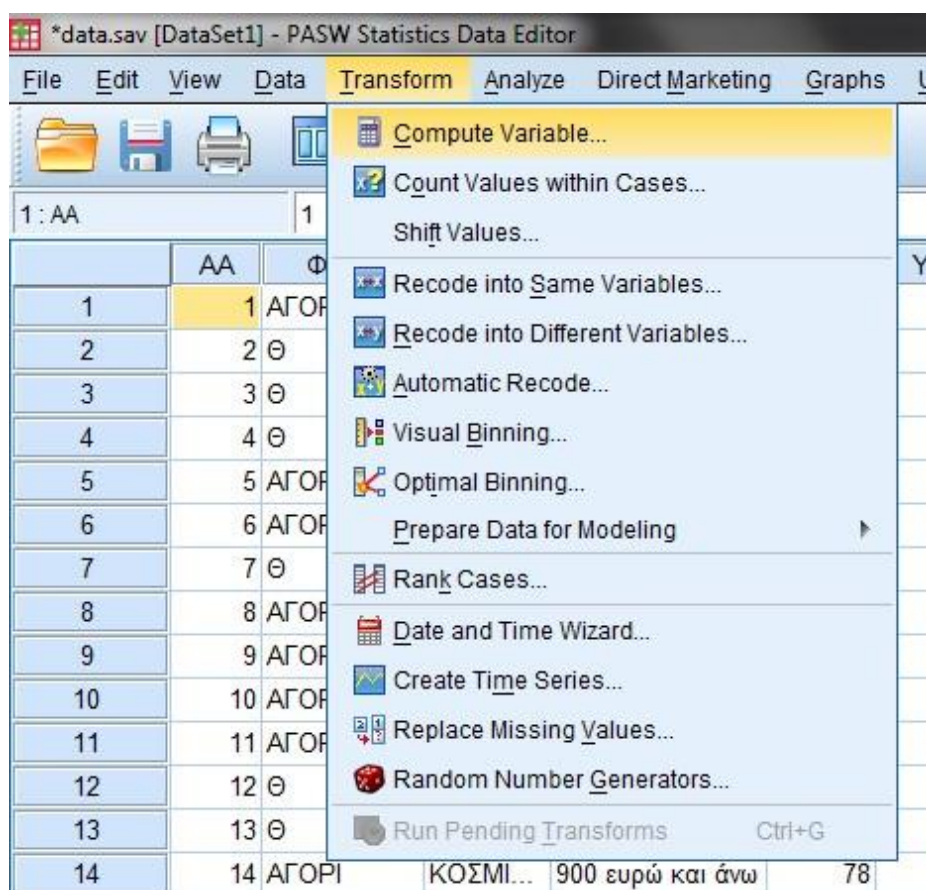 *data.sav [DataSet1] - PASW Statistics Data Editor
File Edit View Data Transform Analyze Direct Marketing Graphs
Compute Variable...
Count Values within Cases...
1 : AA 1
Shift Values...
AA Φ Υ
Recode into Same Variables...
1 1 ΑΓΟΡ
Recode into Different Variables...
2 2 Θ
3 3 Θ
Automatic Recode...
4 4 Θ
Visual Binning...
5 5 ΑΓΟΡ
Optimal Binning...
6 6 ΑΓΟΡ
Prepare Data for Modeling
7 7 Θ
Rank Cases...
8 8 ΑΓΟΡ
Date and Time Wizard...
9 9 ΑΓΟΡ
Create Time Series...
10 10 ΑΓΟΡ
11 11 ΑΓΟΡ
Replace Missing Values...
12 12 Θ
Random Number Generators...
13 13 Θ
Run Pending Transforms Ctrl+G
14 14 ΑΓΟΡΙ ΚΟΣΜΙ... 900 ευρώ και άνω 78